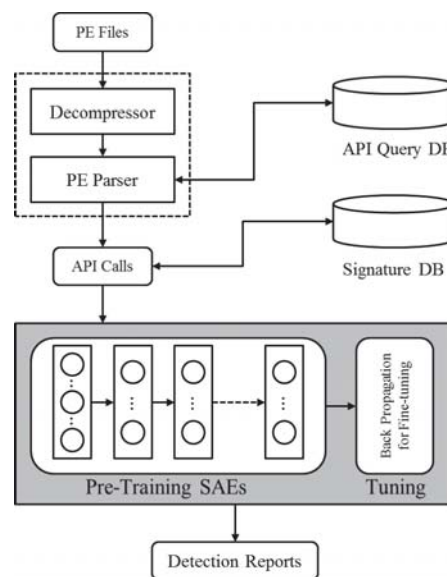 PE Files
Decompressor
PE Parser
API Query DB
API Calls
Signature DB
Back Propagation
for Fine-tuning
Pre-Training SAEs
Tuning
Detection Reports